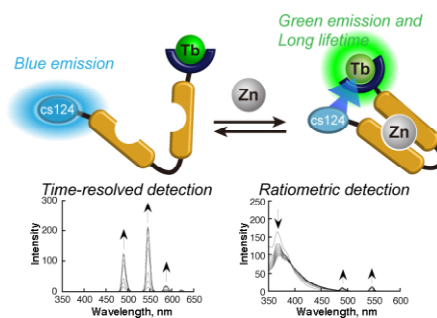 Green emission and
Long lifetime
Tb
Tb
Blue emission
Zn
cs124
cs124
Zn
Time-resolved detection
Ratiometric detection
300
200
100
0
Intensity
350 400 450 500 550 600 650
Wavelength, nm
250
200
150
100
50
0
Intensity
350 400 450 500 550 600
Wavelength, nm